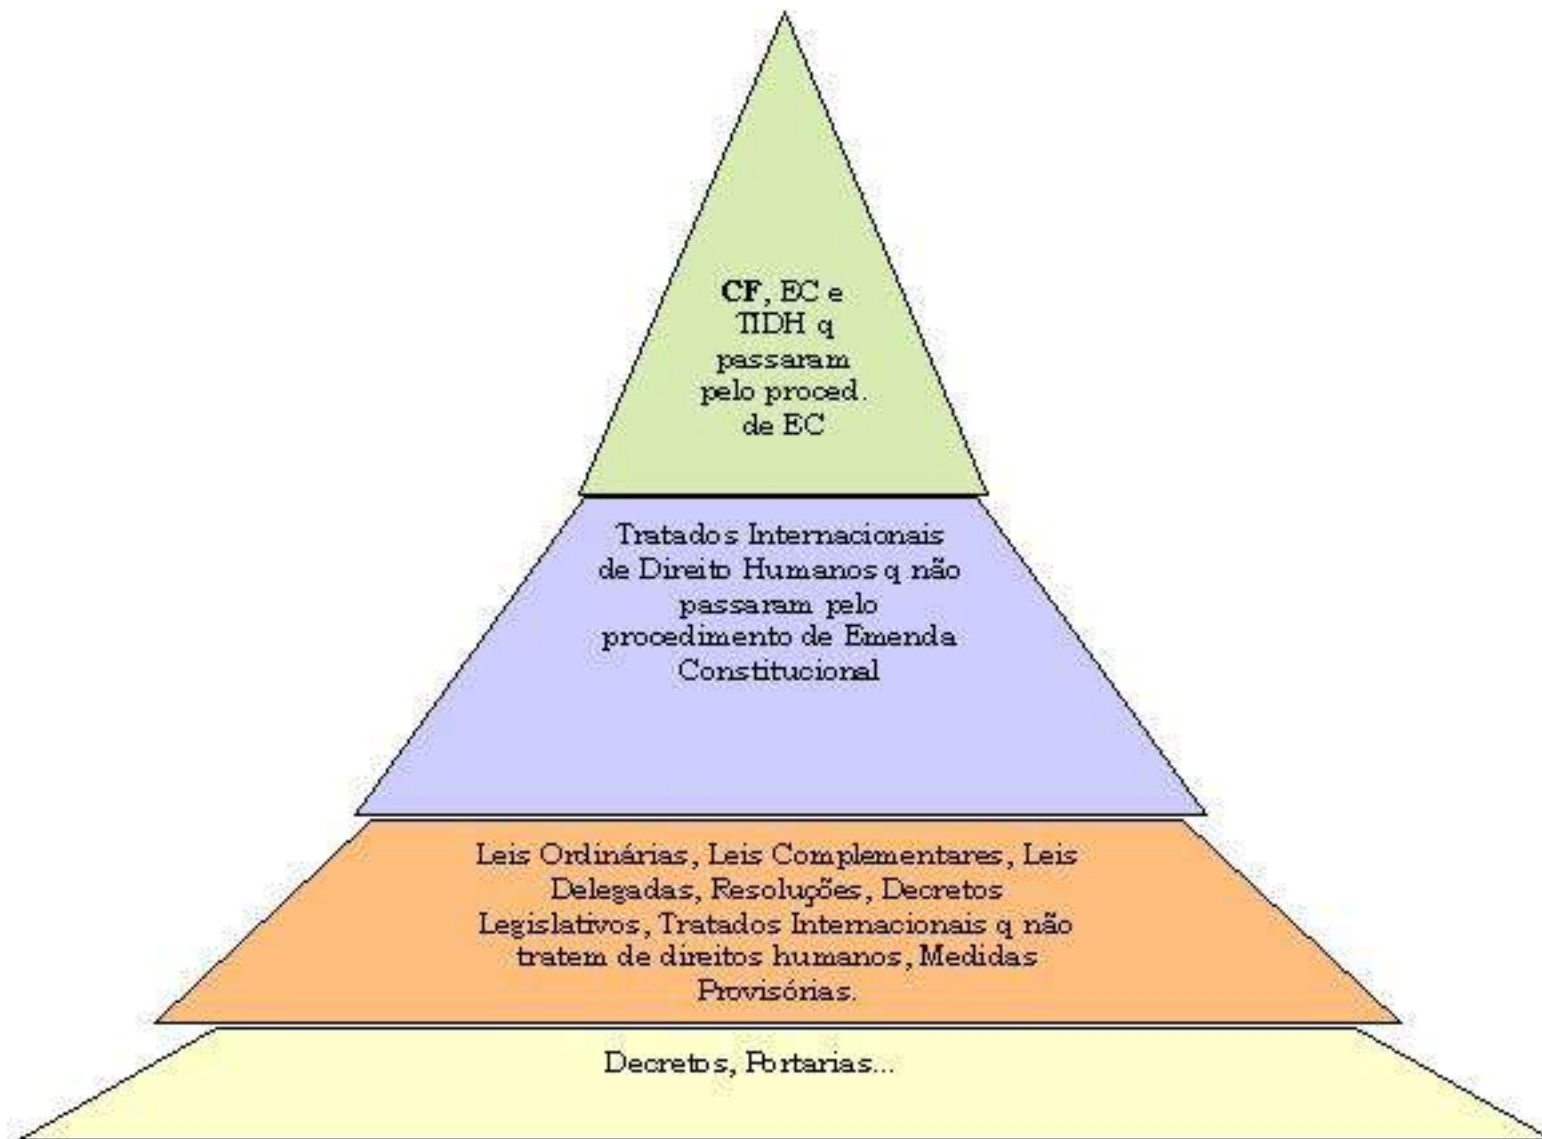 CF, EC e
TIDH q
passaram
pelo proced.
de EC
Tratados Internacionais
de Direito Humanos q não
passaram pelo
procedimento de Emenda
Constitucional
Leis Ordinárias, Leis Complementares, Leis
Delegadas, Resoluções, Decretos
Legislativos, Tratados Internacionais q não
tratem de direitos humanos, Medidas
Provisórias.
Decretos, Portarias...